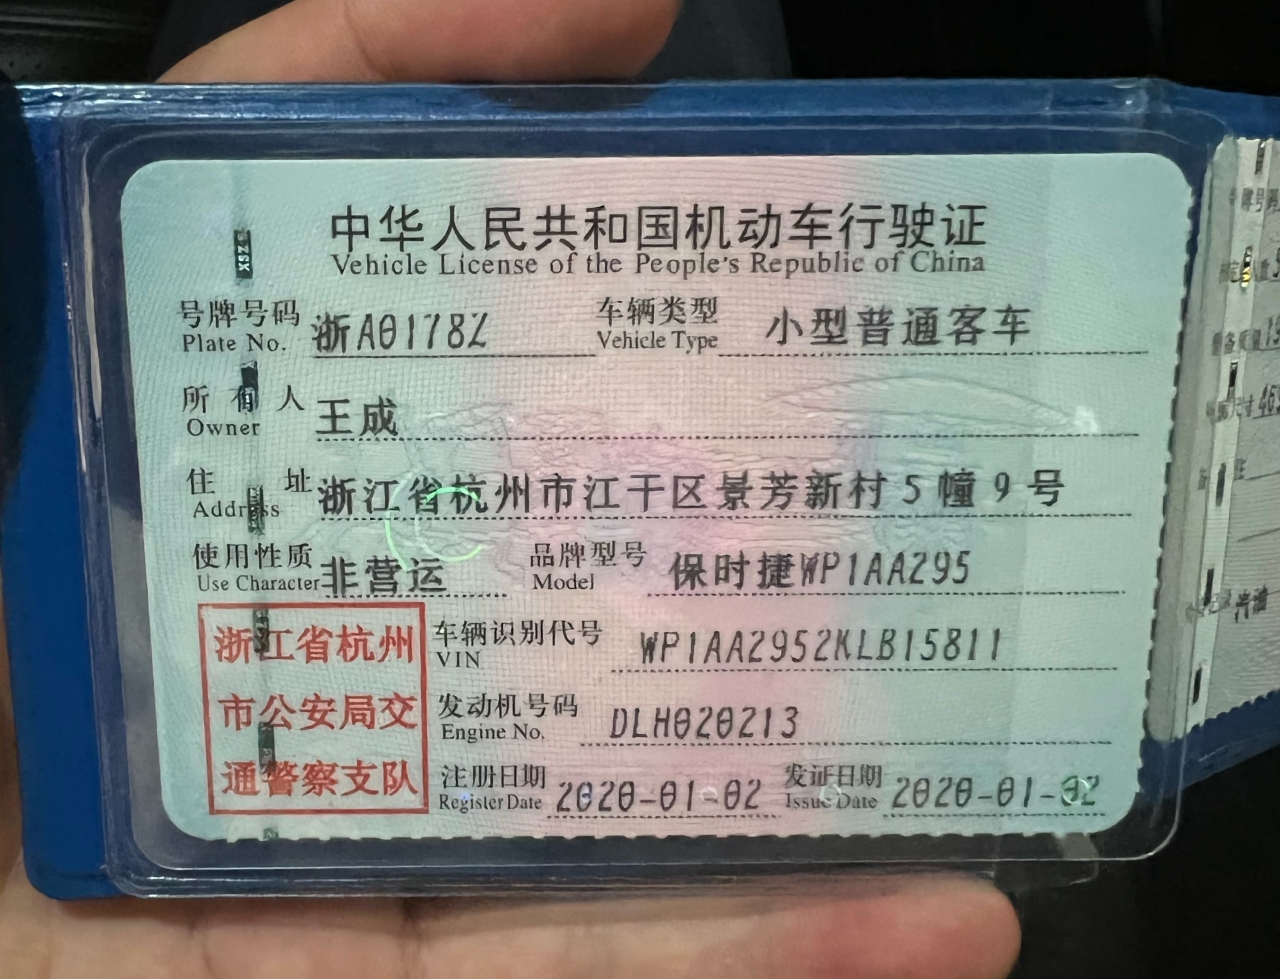 中华人民共和国机动车行驶证
Vehicle License of the People's Republic of China
号牌号码 浙A0178Z 车辆类型 小型普通客车
Plate No. Vehicle Type
所有人 王成
Owner
住址 浙江省杭州市江干区景芳新村5幢9号
Address
使用性质 非营运 品牌型号 保时捷WP1AA295
Use Character Model
浙江省杭州 车辆识别代号 WP1AA2952KLB15811
VIN
市公安局交 发动机号码 DLH020213
Engine No.
通警察支队 注册日期 2020-01-02 发证日期 2020-01-02
Register Date Issue Date
汽油